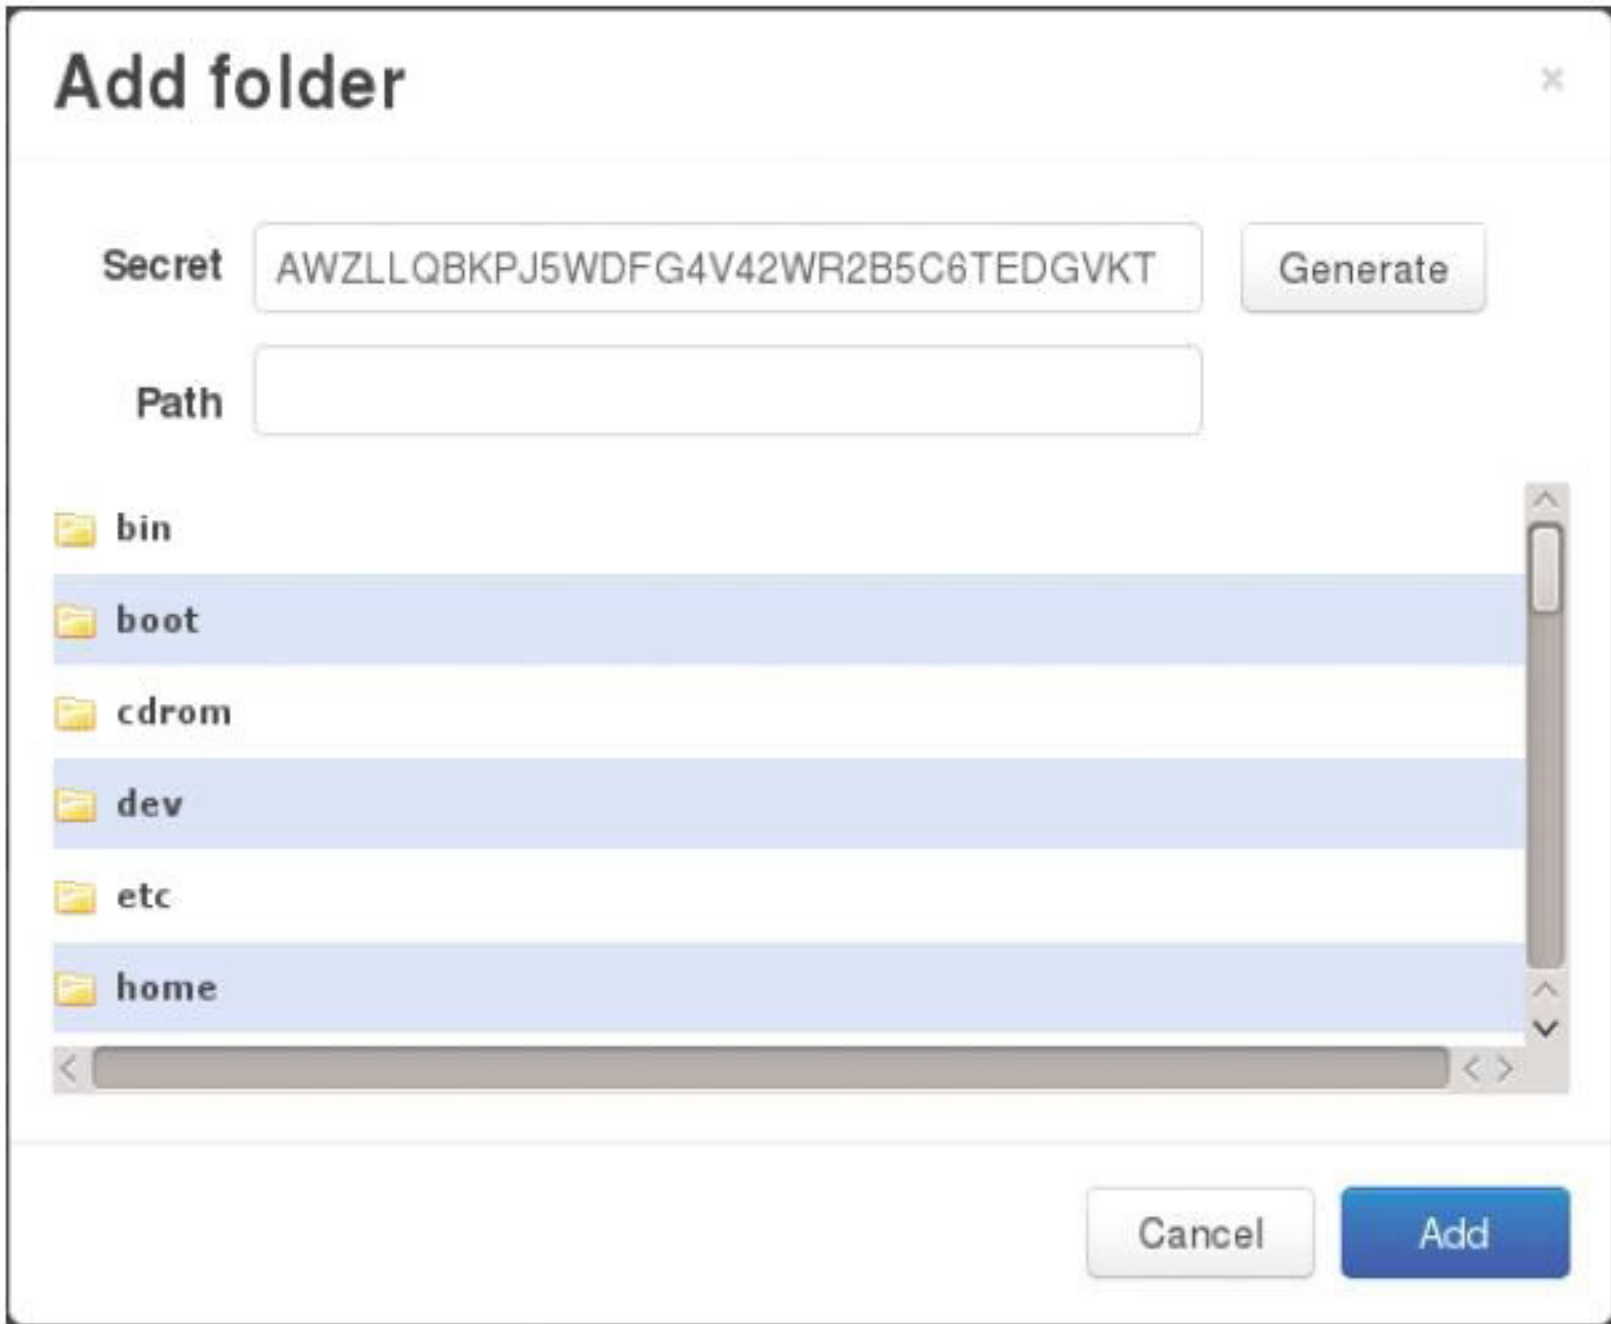 Add folder
×
Secret AWZLLQBKPJ5WDFG4V42WR2B5C6TEDGVKT Generate
Path
bin
boot
cdrom
dev
etc
home
Cancel Add